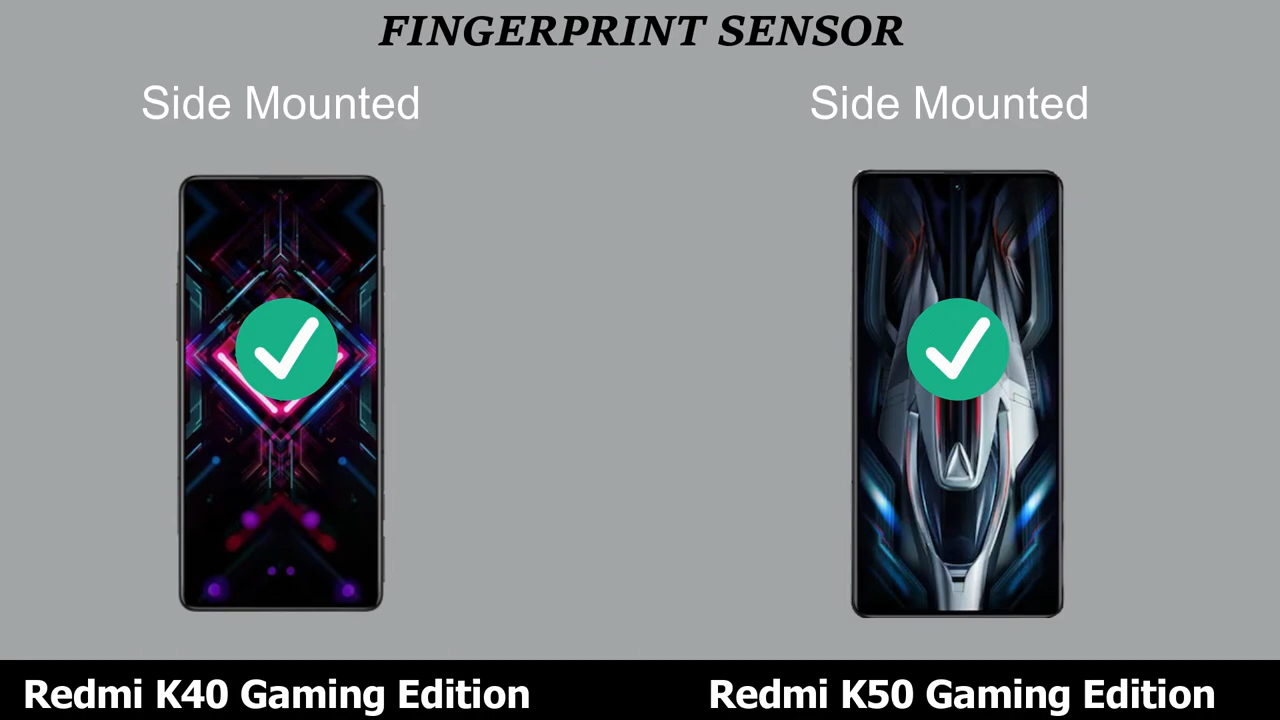 FINGERPRINT SENSOR
Side Mounted
Side Mounted
Redmi K40 Gaming Edition
Redmi K50 Gaming Edition